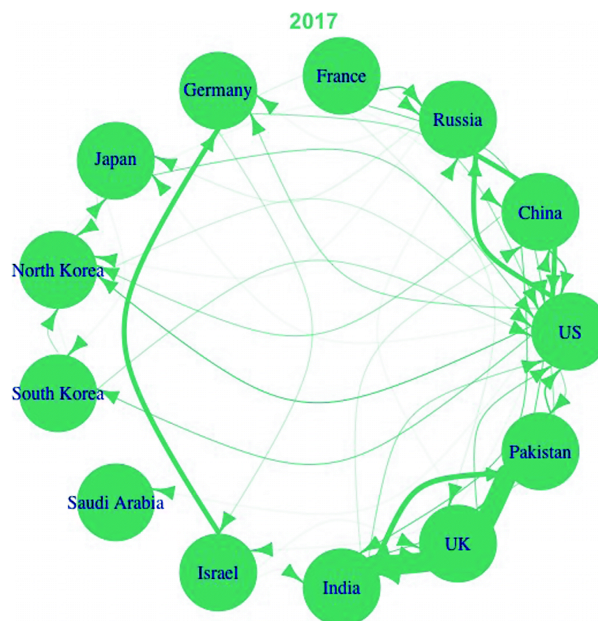 2017
France
Germany
Russia
Japan
China
North Korea
US
South Korea
Pakistan
Saudi Arabia
UK
Israel
India